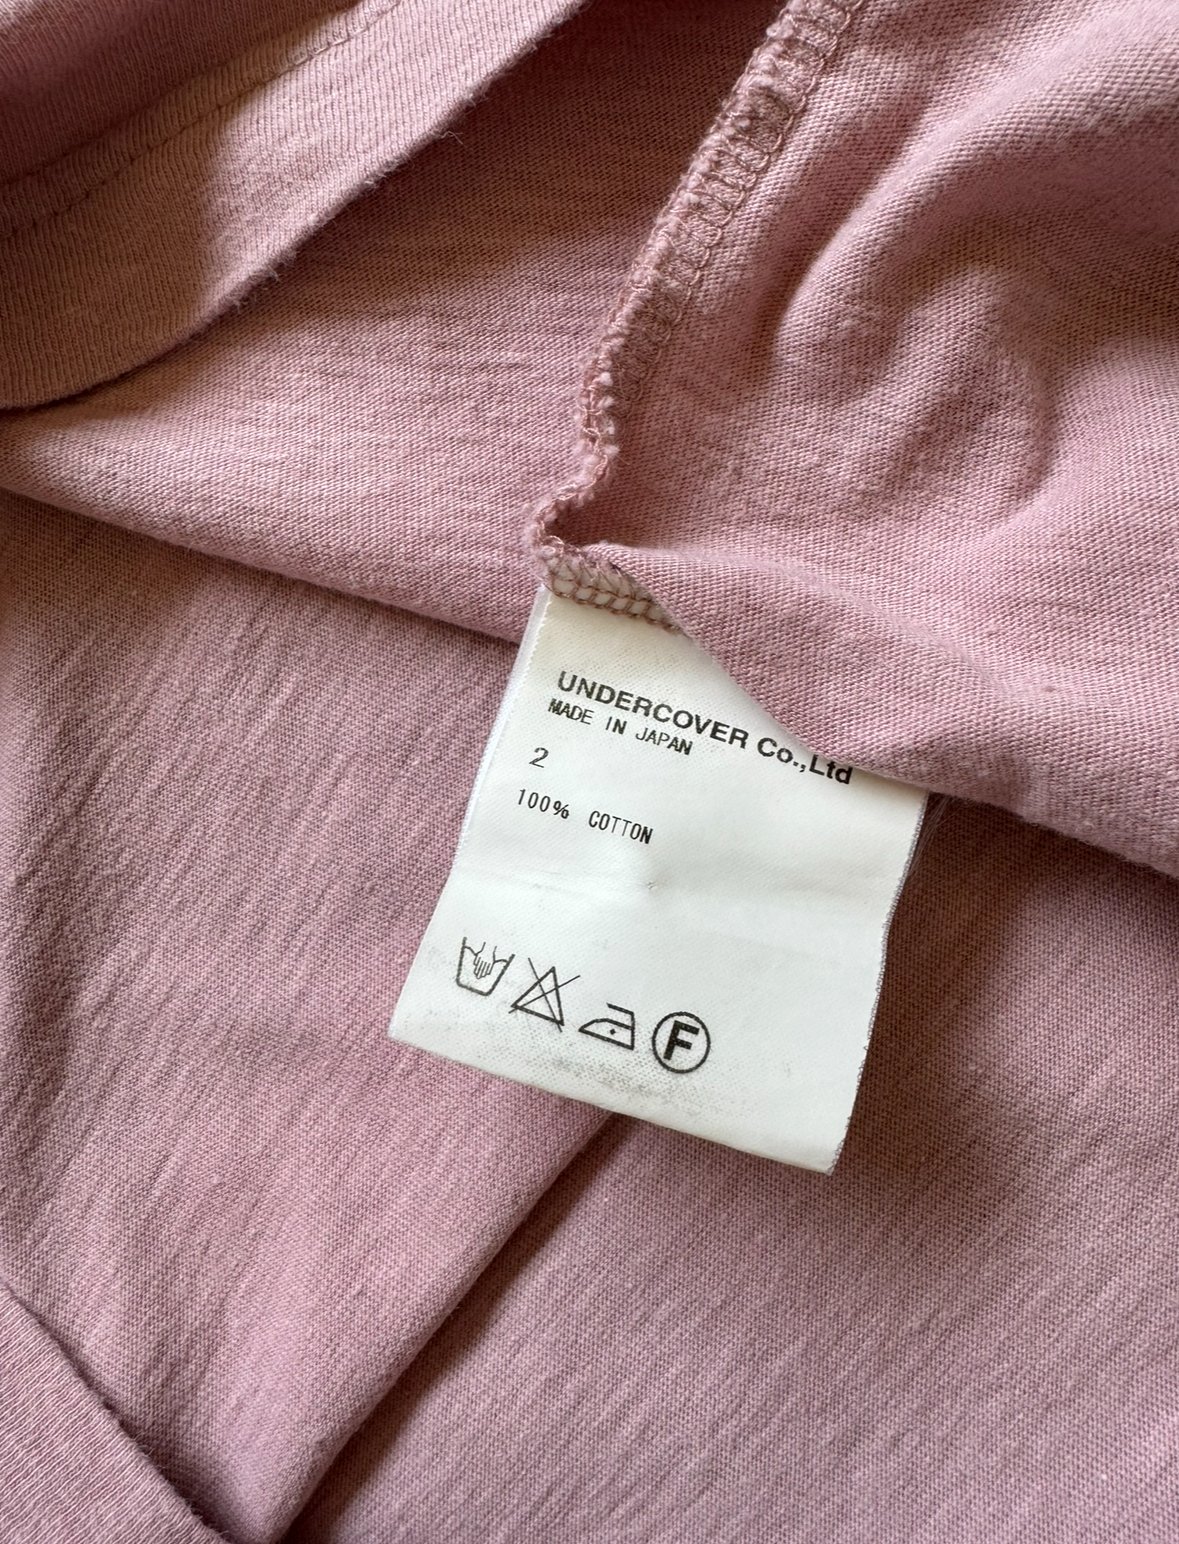 UNDERCOVER Co.,Ltd
MADE IN JAPAN
2
100% COTTON
F